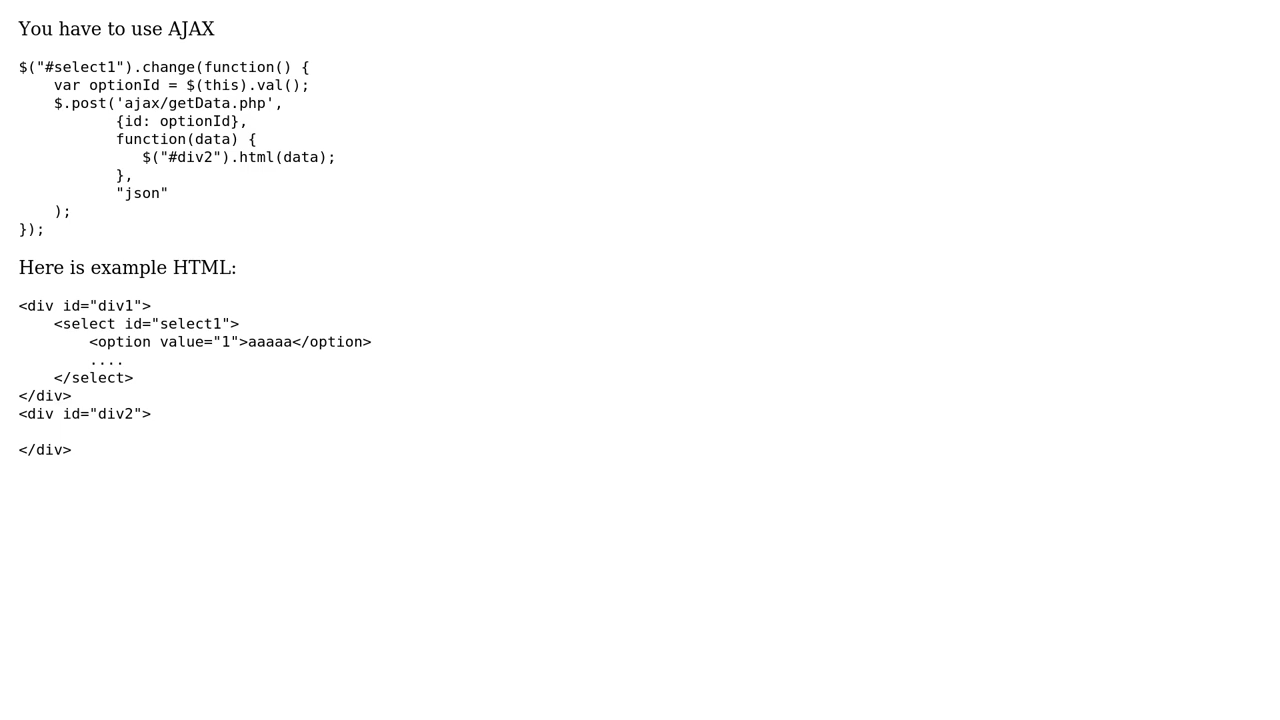 You have to use AJAX
$("#select1").change(function() {
    var optionId = $(this).val();
    $.post('ajax/getData.php',
           {id: optionId},
           function(data) {
              $("#div2").html(data);
           },
           "json"
    );
});
Here is example HTML:
<div id="div1">
    <select id="select1">
        <option value="1">aaaaa</option>
        ....
    </select>
</div>
<div id="div2">

</div>